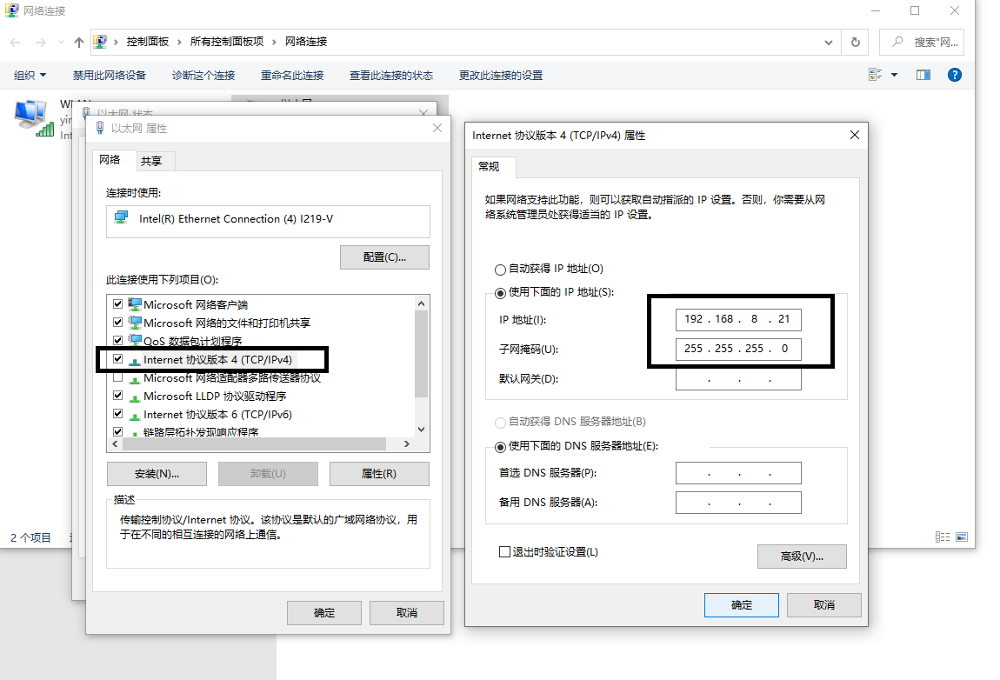 网络连接
控制面板 › 所有控制面板项 › 网络连接
搜索"网...
组织 禁用此网络设备 诊断这个连接 重命名此连接 查看此连接的状态 更改此连接的设置
以太网 状态
以太网 属性
网络 共享
连接时使用:
Intel(R) Ethernet Connection (4) I219-V
配置(C)...
此连接使用下列项目(O):
Microsoft 网络客户端
Microsoft 网络的文件和打印机共享
QoS 数据包计划程序
Internet 协议版本 4 (TCP/IPv4)
Microsoft 网络适配器多路传送器协议
Microsoft LLDP 协议驱动程序
Internet 协议版本 6 (TCP/IPv6)
链路层拓扑发现响应程序
安装(N)... 卸载(U) 属性(R)
描述
传输控制协议/Internet 协议。该协议是默认的广域网络协议，用
于在不同的相互连接的网络上通信。
确定 取消
2 个项目
Internet 协议版本 4 (TCP/IPv4) 属性
常规
如果网络支持此功能，则可以获取自动指派的 IP 设置。否则，你需要从网
络系统管理员处获得适当的 IP 设置。
自动获得 IP 地址(O)
使用下面的 IP 地址(S):
IP 地址(I): 192 . 168 . 8 . 21
子网掩码(U): 255 . 255 . 255 . 0
默认网关(D): . . .
自动获得 DNS 服务器地址(B)
使用下面的 DNS 服务器地址(E):
首选 DNS 服务器(P): . . .
备用 DNS 服务器(A): . . .
退出时验证设置(L)
高级(V)...
确定 取消